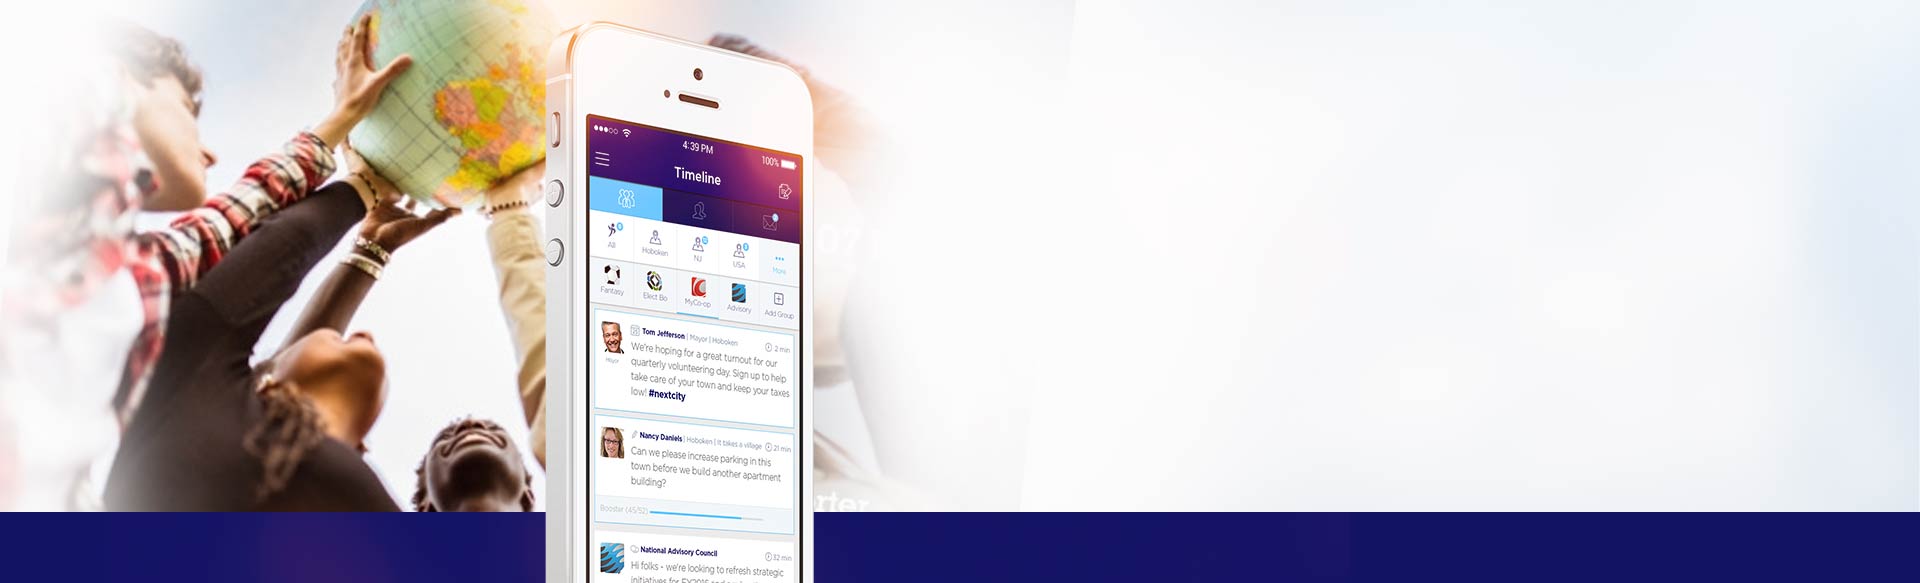 4:39 PM
100%
Timeline
All
Hoboken
NJ
USA
More
Fantasy
Elect Bo
MyCo-op
Advisory
Add Group
Tom Jefferson | Mayor | Hoboken
2 min
Mayor
We're hoping for a great turnout for our
quarterly volunteering day. Sign up to help
take care of your town and keep your taxes
low! #nextcity
Nancy Daniels | Hoboken | It takes a village
21 min
Can we please increase parking in this
town before we build another apartment
building?
Booster (45/52)
National Advisory Council
32 min
Hi folks - we're looking to refresh strategic
07
rter